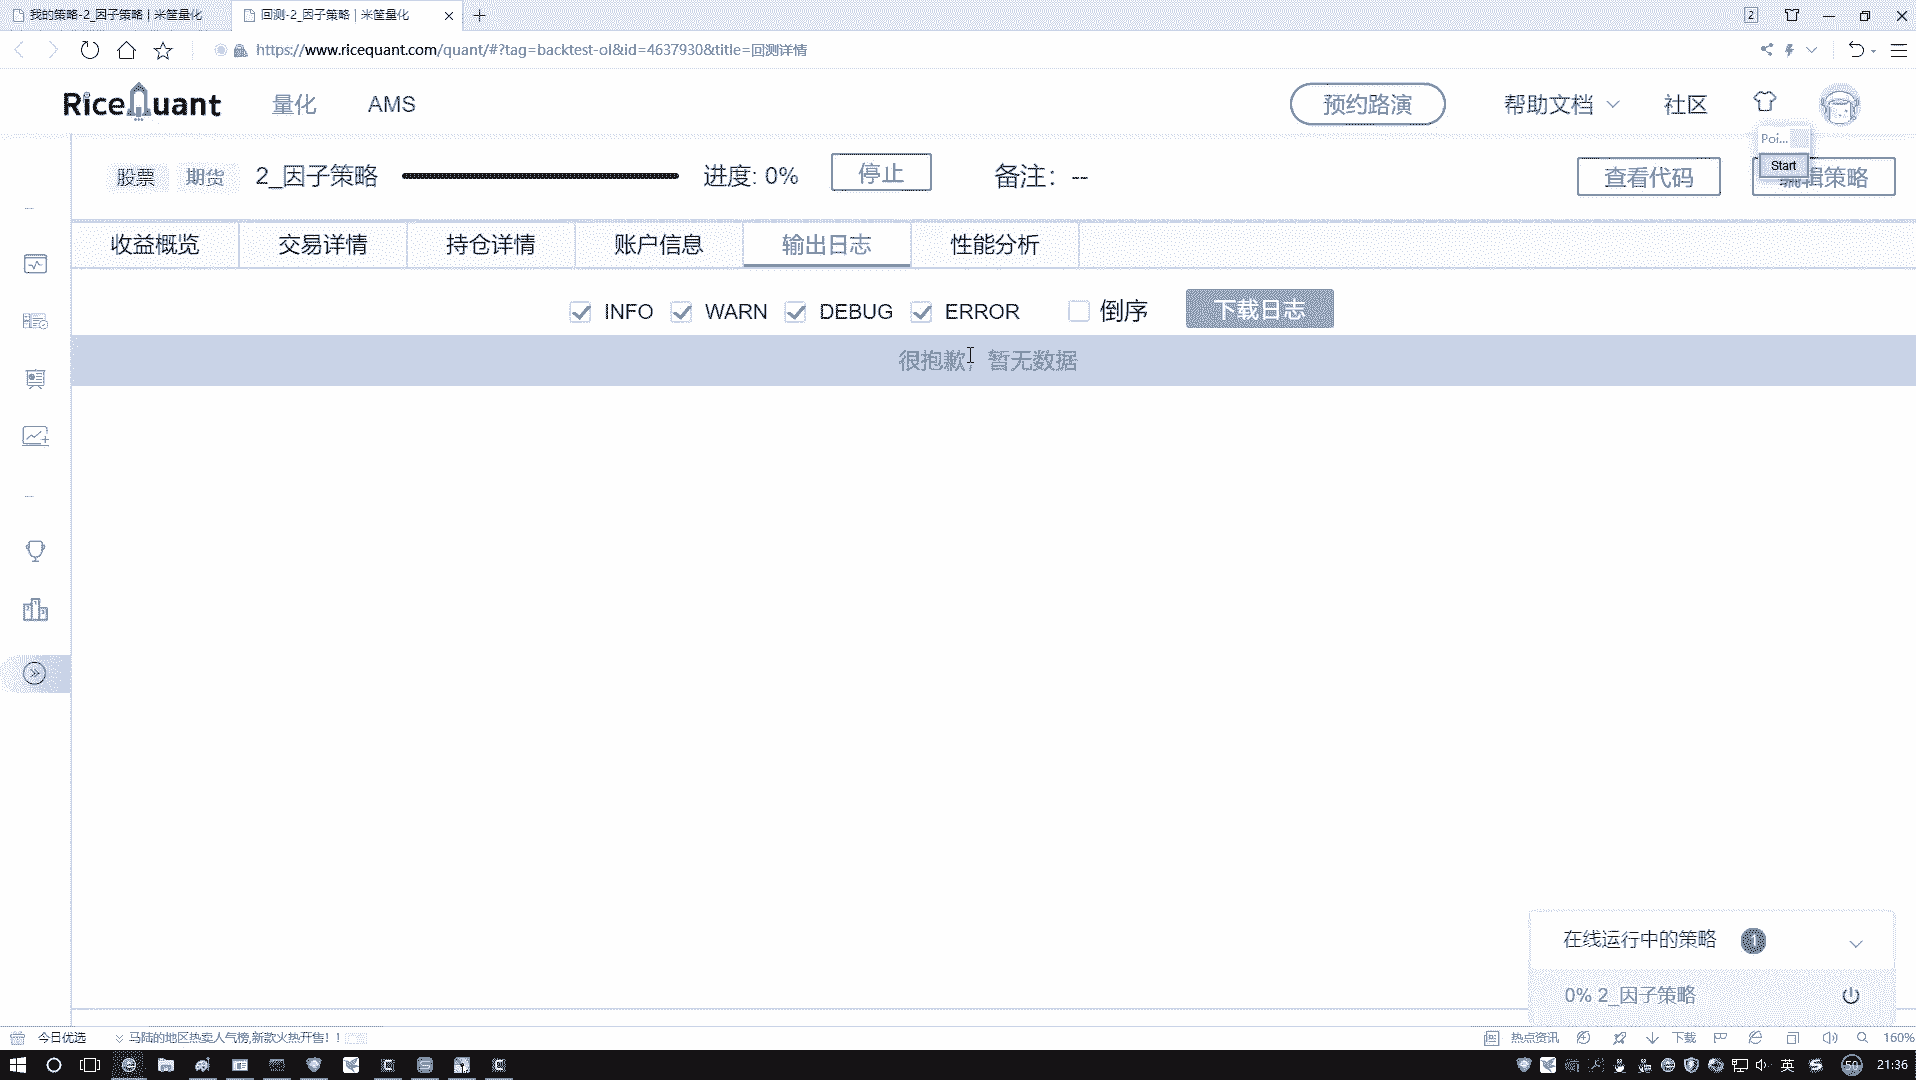 我的策略-2_因子策略 | 米筐量化
回测-2_因子策略 | 米筐量化
2
https://www.ricequant.com/quant/#?tag=backtest-ol&id=4637930&title=回测详情
RiceQuant
量化
AMS
预约路演
帮助文档
社区
Poi...
Start
股票
期货
2_因子策略
进度: 0%
停止
备注：--
查看代码
编辑策略
收益概览
交易详情
持仓详情
账户信息
输出日志
性能分析
INFO
WARN
DEBUG
ERROR
倒序
下载日志
很抱歉，暂无数据
在线运行中的策略
1
0% 2_因子策略
今日优选
马陆的地区热卖人气榜,新款火热开售！!
热点资讯
下载
160%
英
50
21:36